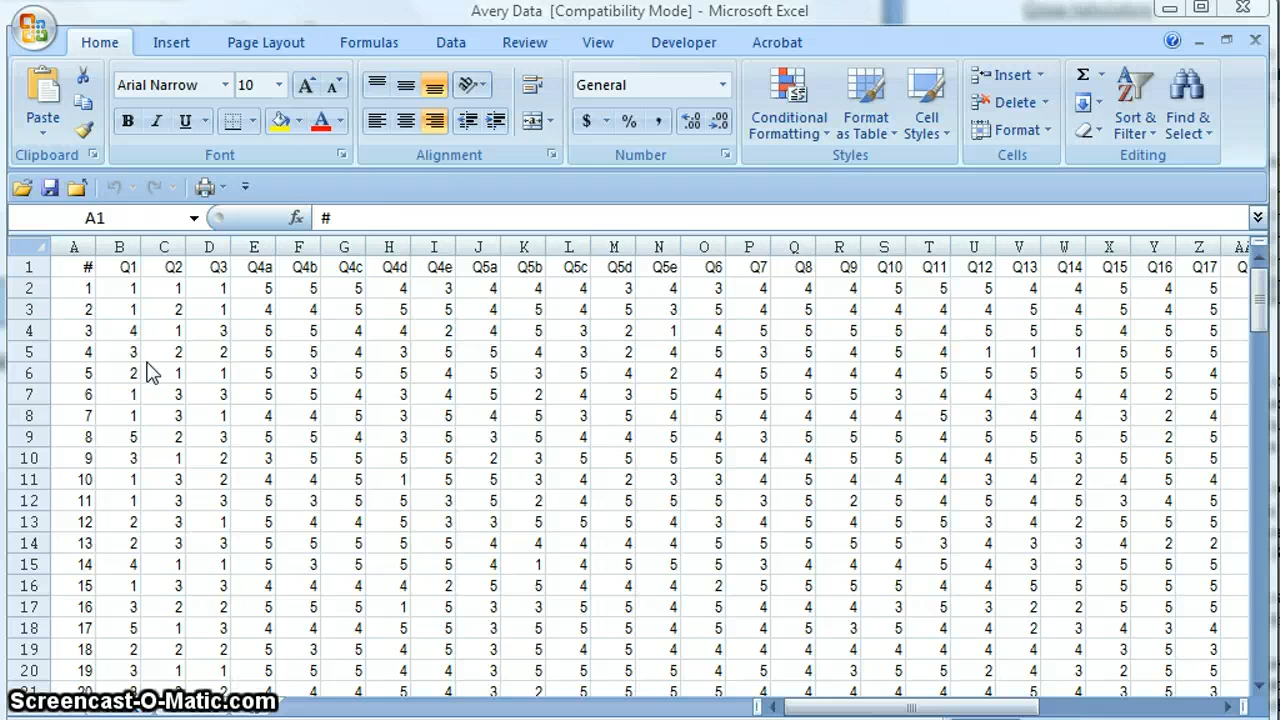 Avery Data [Compatibility Mode] - Microsoft Excel
Home Insert Page Layout Formulas Data Review View Developer Acrobat
Paste
Clipboard
Arial Narrow 10
B I U
Font
Alignment
General
$ % ,
Number
Conditional Formatting
Format as Table
Cell Styles
Styles
Insert
Delete
Format
Cells
Σ
Sort & Filter
Find & Select
Editing
A1 fx #
A B C D E F G H I J K L M N O P Q R S T U V W X Y Z
1 # Q1 Q2 Q3 Q4a Q4b Q4c Q4d Q4e Q5a Q5b Q5c Q5d Q5e Q6 Q7 Q8 Q9 Q10 Q11 Q12 Q13 Q14 Q15 Q16 Q17
2 1 1 1 1 5 5 5 4 3 4 4 4 3 4 3 4 4 4 5 5 5 4 4 5 4 5
3 2 1 2 1 4 4 5 5 5 4 5 4 5 3 5 4 4 5 4 4 4 5 4 4 5 5
4 3 4 1 3 5 5 4 4 2 4 5 3 2 1 4 5 5 5 5 4 5 5 5 4 5 5
5 4 3 2 2 5 5 4 3 5 5 4 3 2 4 5 3 5 4 5 4 1 1 1 5 5 5
6 5 2 1 1 5 3 5 5 4 5 3 5 4 2 4 5 4 4 4 5 5 5 5 5 5 4
7 6 1 3 3 5 5 4 3 4 5 2 4 3 5 4 5 5 5 3 4 4 3 4 4 2 5
8 7 1 3 1 4 4 5 3 4 4 5 5 4 5 5 4 4 4 4 5 3 4 4 3 2 4
9 8 5 2 3 5 5 4 3 5 3 5 4 4 5 4 3 5 5 5 4 5 5 5 5 2 5
10 9 3 1 2 3 5 5 5 5 2 3 5 5 5 4 4 5 4 5 4 4 5 3 5 5 5
11 10 1 3 2 4 4 5 1 5 5 3 4 2 3 3 4 5 4 4 4 3 4 2 4 5 4
12 11 1 3 3 5 3 5 5 3 5 2 4 5 5 5 3 5 2 5 4 5 4 5 3 4 5
13 12 2 3 1 5 4 4 5 3 3 5 5 5 4 3 4 5 4 5 5 3 4 2 5 5 5
14 13 2 3 3 5 5 5 5 5 4 4 4 4 4 5 5 5 5 5 3 4 3 3 4 2 2
15 14 4 1 1 5 3 5 5 5 4 1 4 5 5 5 3 4 4 5 4 4 3 3 5 5 5
16 15 1 3 3 4 4 4 4 2 5 5 4 4 4 2 5 5 4 4 4 4 3 4 5 5 5
17 16 3 2 2 5 5 5 1 5 3 3 5 5 4 5 4 4 4 3 5 3 2 2 5 5 5
18 17 5 1 3 4 4 4 5 5 3 5 5 5 4 4 5 3 5 4 4 2 3 4 3 4
19 18 2 2 2 5 3 5 4 5 4 5 5 5 5 4 4 4 4 4 4 4 4 4 3 5 3
20 19 3 1 1 5 5 5 4 4 3 3 5 5 5 4 5 4 3 5 5 2 4 3 2 5 5
Screencast-O-Matic.com